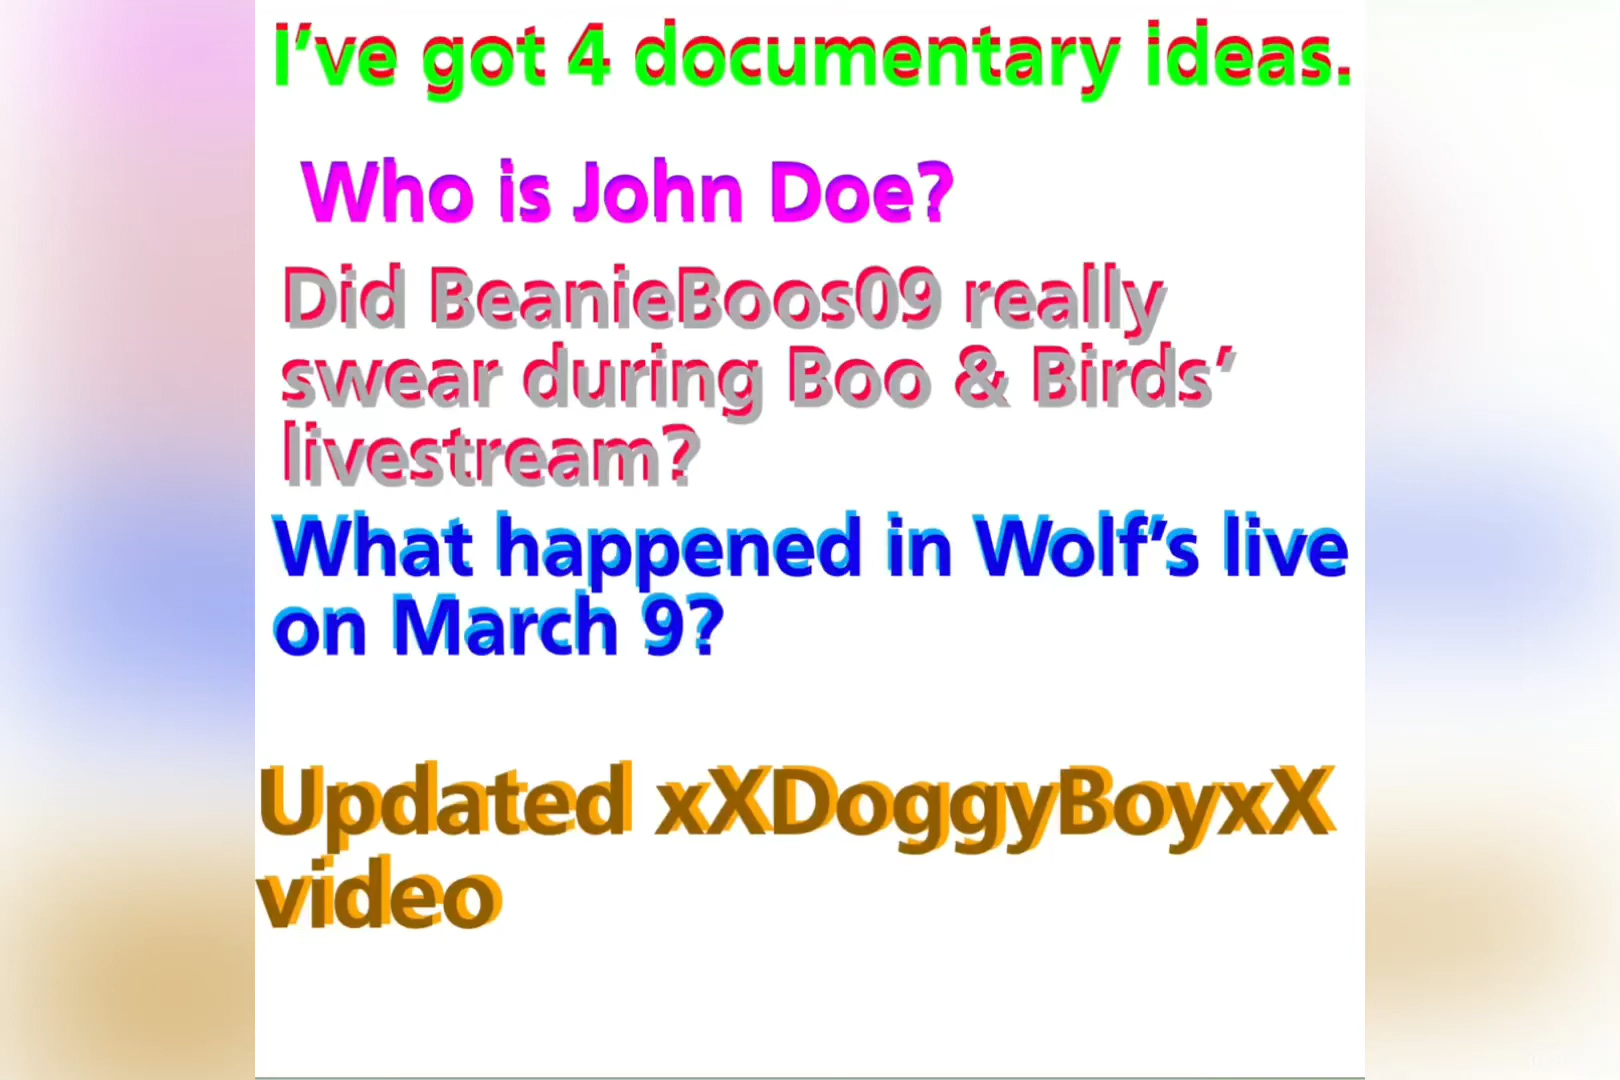 I’ve got 4 documentary ideas.
Who is John Doe?
Did BeanieBoos09 really
swear during Boo & Birds’
livestream?
What happened in Wolf’s live
on March 9?
Updated xXDoggyBoyxX
video